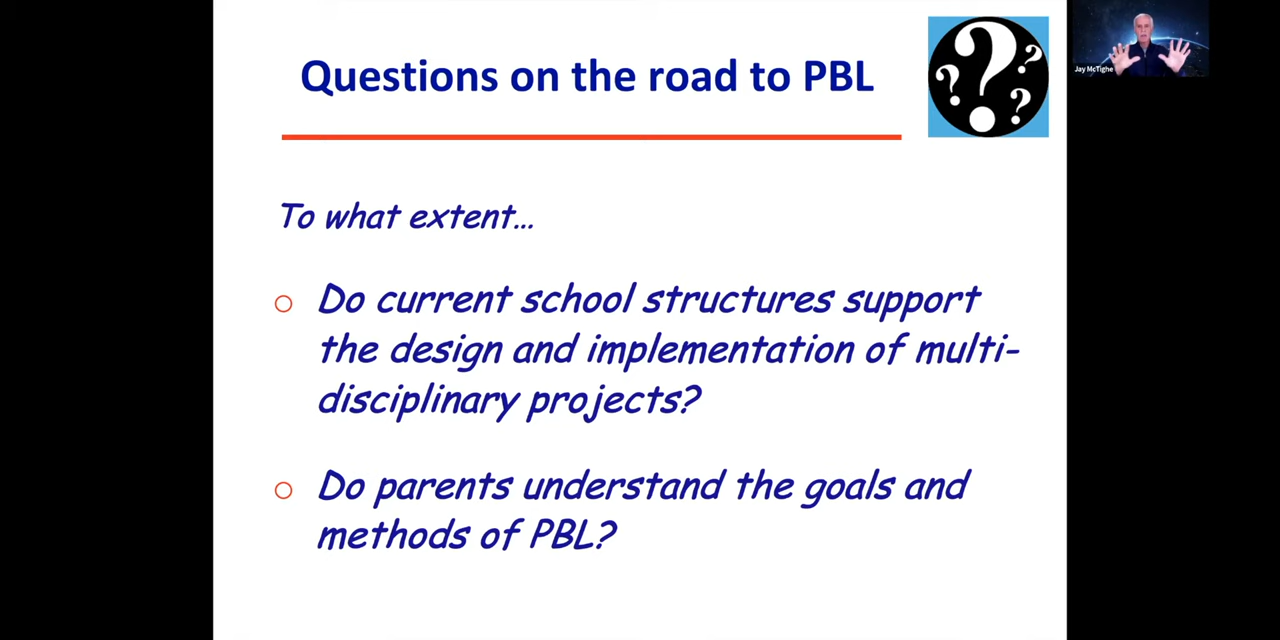 Questions on the road to PBL
Jay McTighe
To what extent...
Do current school structures support
the design and implementation of multi-
disciplinary projects?
Do parents understand the goals and
methods of PBL?